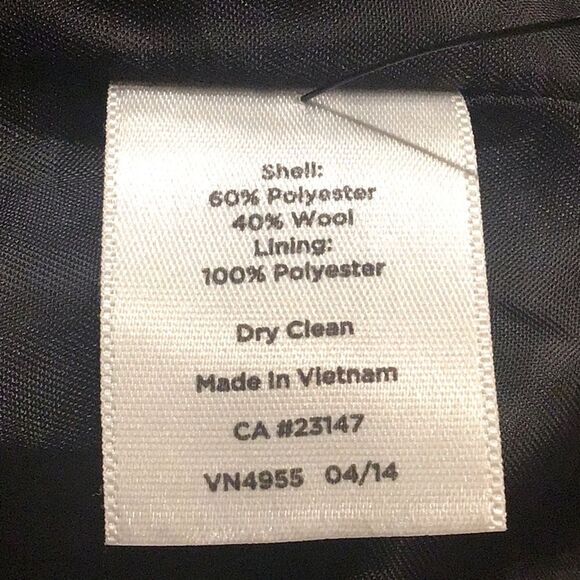 Shell:
60% Polyester
40% Wool
Lining:
100% Polyester
Dry Clean
Made in Vietnam
CA #23147
VN4955 04/14